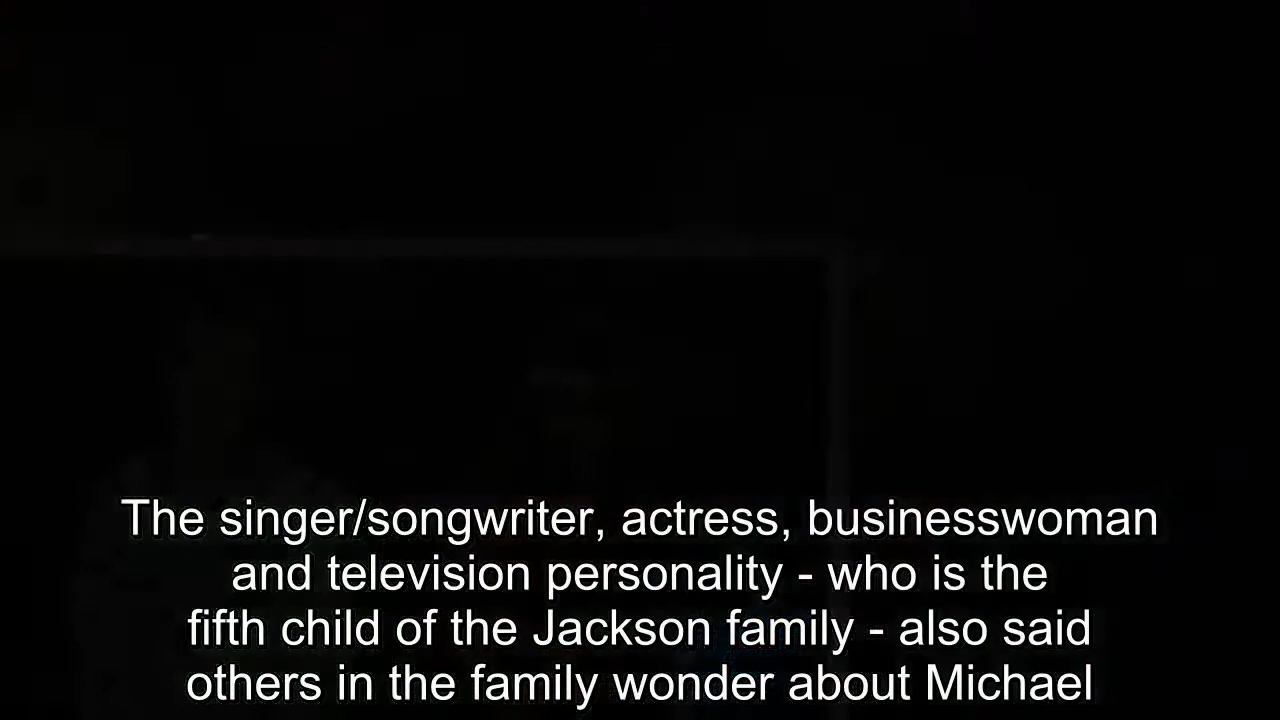 The singer/songwriter, actress, businesswoman
and television personality - who is the
fifth child of the Jackson family - also said
others in the family wonder about Michael